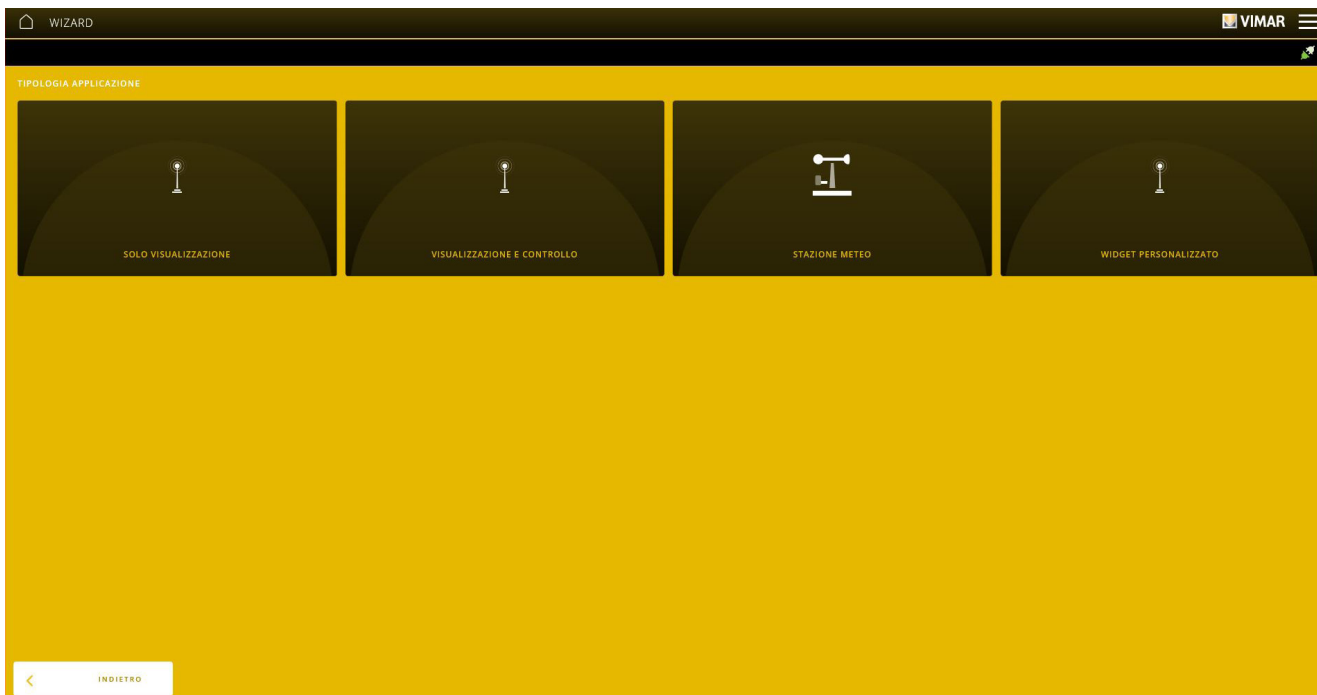 WIZARD
VIMAR
TIPOLOGIA APPLICAZIONE
SOLO VISUALIZZAZIONE
VISUALIZZAZIONE E CONTROLLO
STAZIONE METEO
WIDGET PERSONALIZZATO
INDIETRO